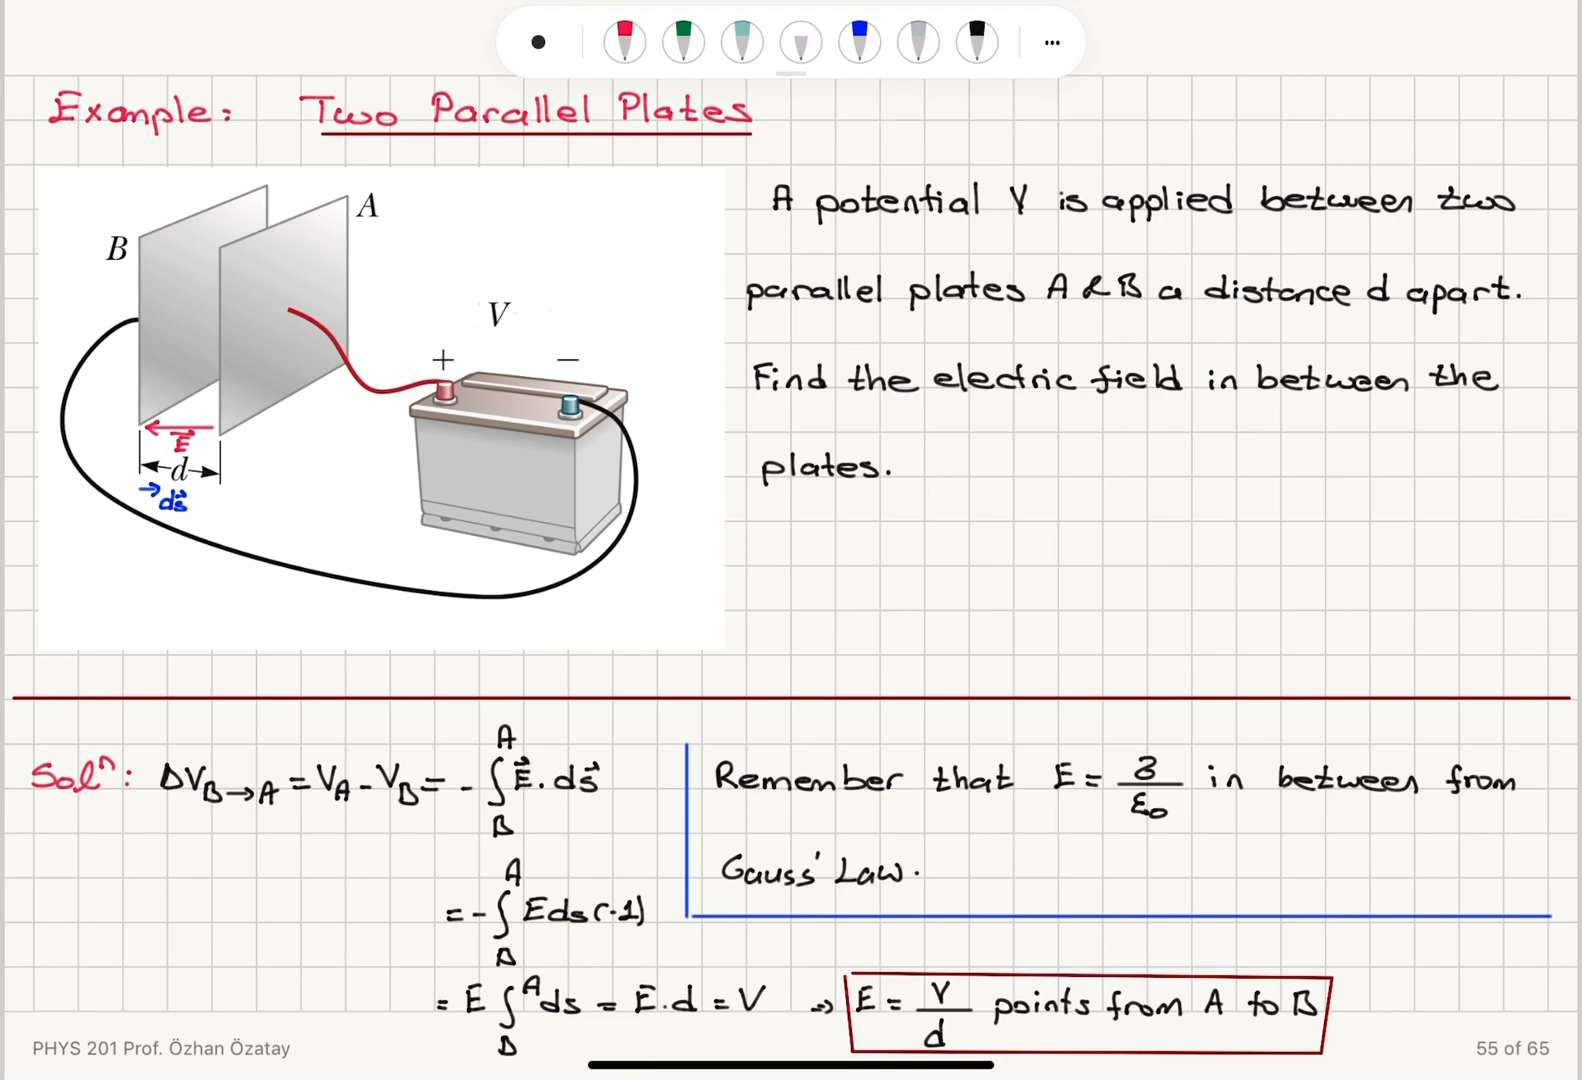 Example: Two Parallel Plates
A
B
V
+ −
E⃗
d
→ds⃗
A potential V is applied between two
parallel plates A & B a distance d apart.
Find the electric field in between the
plates.
Solⁿ: ΔV_B→A = V_A - V_B = - ∫_B^A E⃗ . ds⃗
= - ∫_B^A E ds (-1)
= E ∫_B^A ds = E.d = V ⇒ E = V/d points from A to B
Remember that E = σ/ε₀ in between from
Gauss' Law.
PHYS 201 Prof. Özhan Özatay
55 of 65